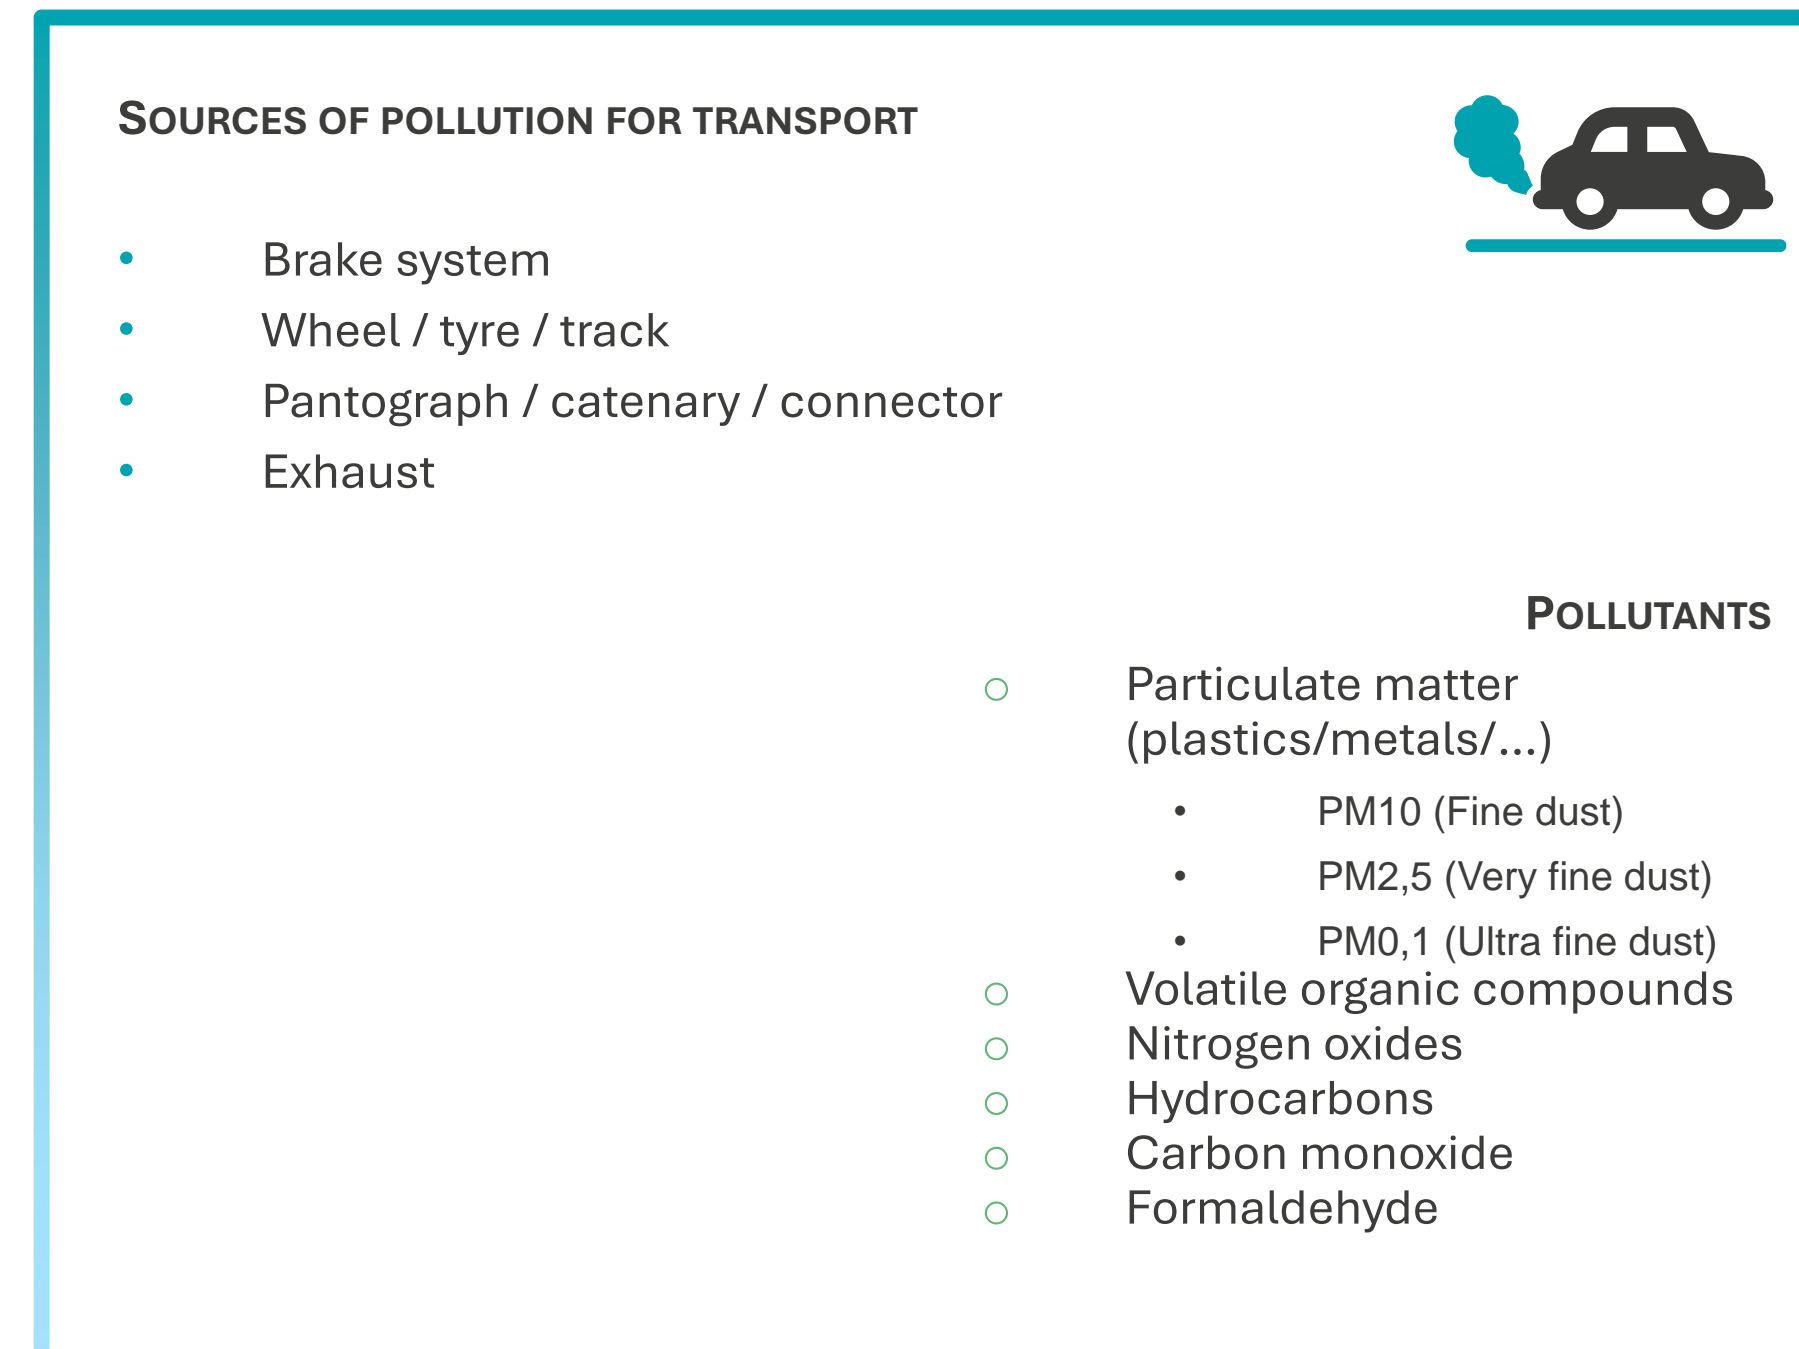 SOURCES OF POLLUTION FOR TRANSPORT
• Brake system
• Wheel / tyre / track
• Pantograph / catenary / connector
• Exhaust
POLLUTANTS
○ Particulate matter
(plastics/metals/...)
• PM10 (Fine dust)
• PM2,5 (Very fine dust)
• PM0,1 (Ultra fine dust)
○ Volatile organic compounds
○ Nitrogen oxides
○ Hydrocarbons
○ Carbon monoxide
○ Formaldehyde